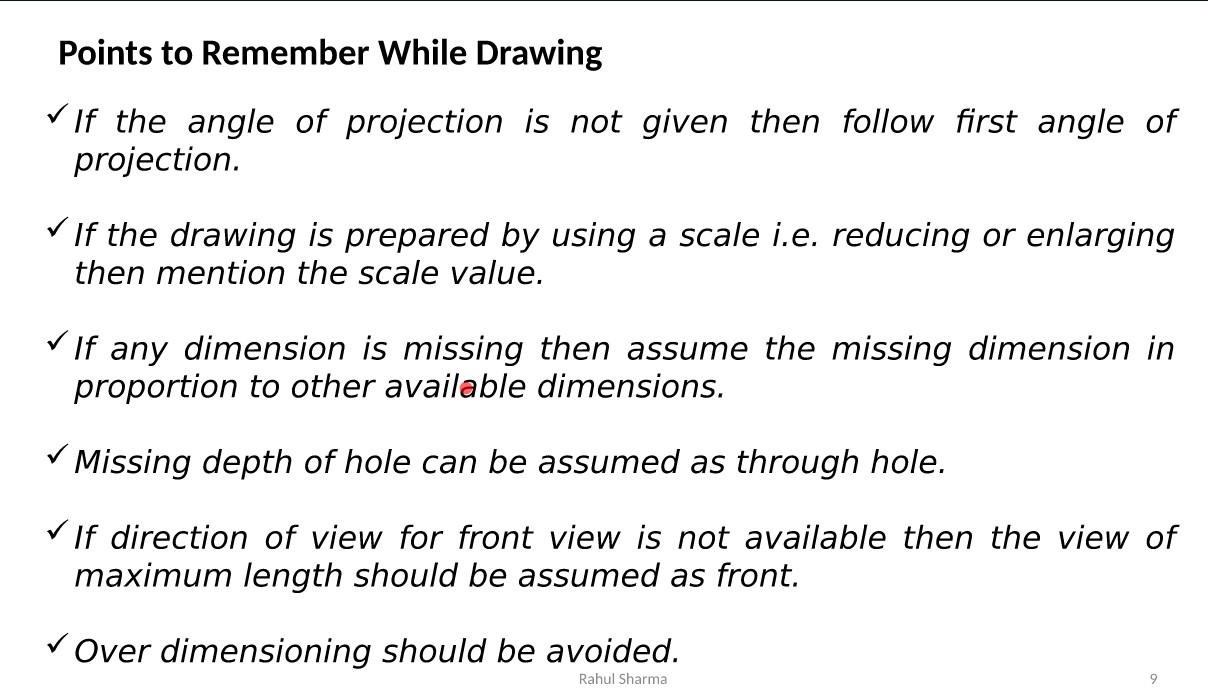 Points to Remember While Drawing
✓If the angle of projection is not given then follow first angle of
projection.
✓If the drawing is prepared by using a scale i.e. reducing or enlarging
then mention the scale value.
✓If any dimension is missing then assume the missing dimension in
proportion to other available dimensions.
✓Missing depth of hole can be assumed as through hole.
✓If direction of view for front view is not available then the view of
maximum length should be assumed as front.
✓Over dimensioning should be avoided.
Rahul Sharma 9